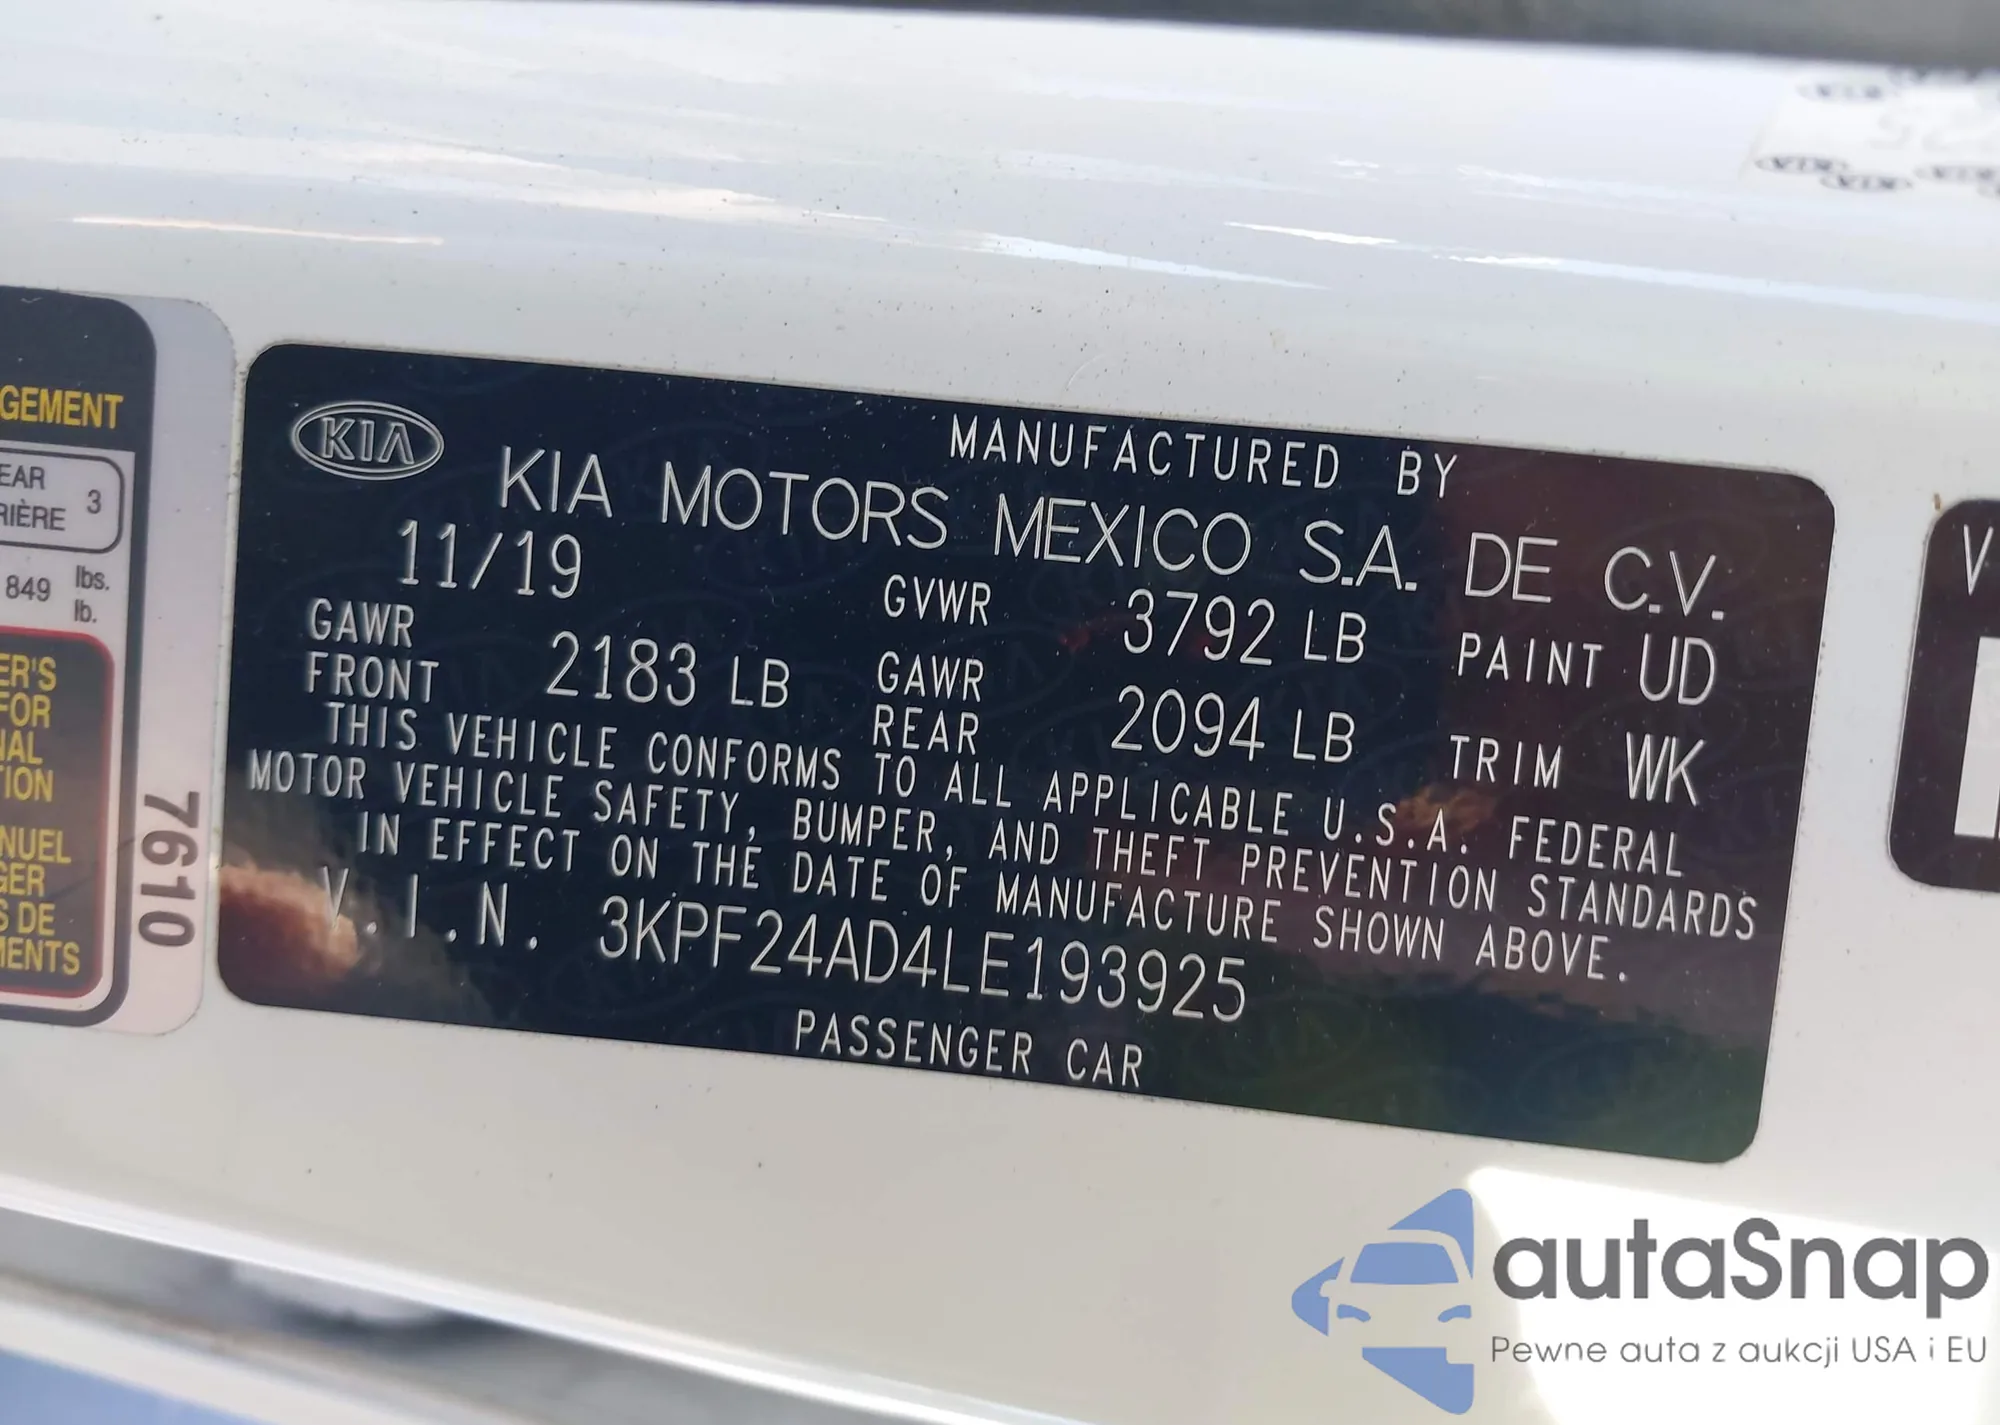 GEMENT
EAR
RIÈRE
3
849 lbs.
lb.
ER'S
FOR
NAL
TION
NUEL
GER
S DE
MENTS
7610
KIA
MANUFACTURED BY
KIA MOTORS MEXICO S.A. DE C.V.
11/19 GVWR 3792 LB PAINT UD
GAWR
FRONT 2183 LB GAWR
REAR 2094 LB TRIM WK
THIS VEHICLE CONFORMS TO ALL APPLICABLE U.S.A. FEDERAL
MOTOR VEHICLE SAFETY, BUMPER, AND THEFT PREVENTION STANDARDS
IN EFFECT ON THE DATE OF MANUFACTURE SHOWN ABOVE.
V.I.N. 3KPF24AD4LE193925
PASSENGER CAR
V
autaSnap
Pewne auta z aukcji USA i EU